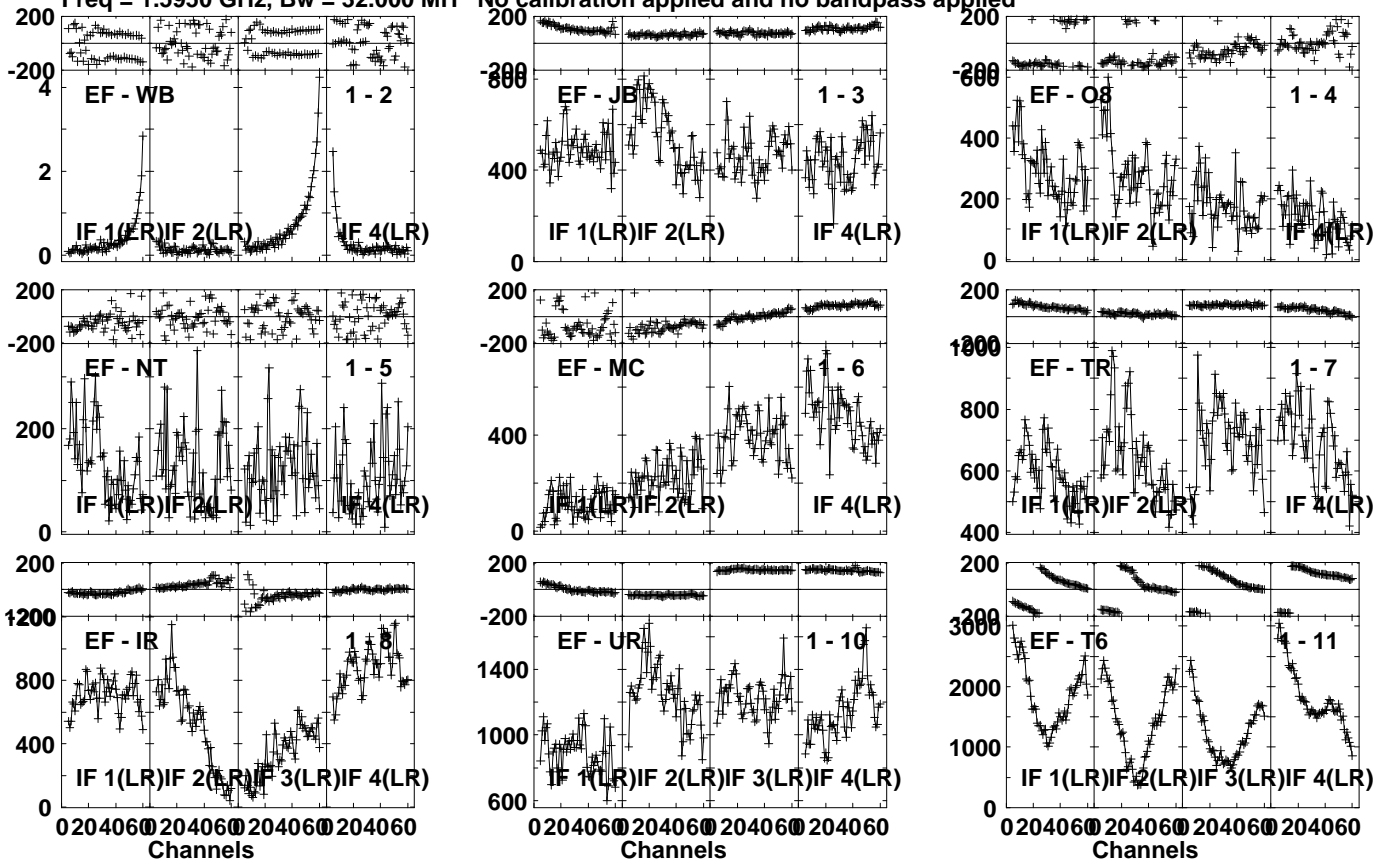 Freq = 1.5950 GHz, Bw = 32.000 MH No calibration applied and no bandpass applied
200
-200
EF - WB 1 - 2
4
2
0
IF 1(LR) IF 2(LR) IF 4(LR)
200
-200
EF - JB 1 - 3
800
400
0
IF 1(LR) IF 2(LR) IF 4(LR)
200
-200
EF - O8 1 - 4
600
400
200
0
IF 1(LR) IF 2(LR) IF 4(LR)
200
-200
EF - NT 1 - 5
200
0
IF 1(LR) IF 2(LR) IF 4(LR)
200
-200
EF - MC 1 - 6
400
0
IF 1(LR) IF 2(LR) IF 4(LR)
200
-200
EF - TR 1 - 7
1000
800
600
400
IF 1(LR) IF 2(LR) IF 4(LR)
200
-200
EF - IR 1 - 8
1200
800
400
0
IF 1(LR) IF 2(LR) IF 3(LR) IF 4(LR)
0 20 40 60 0 20 40 60 0 20 40 60 0 20 40 60
Channels
200
-200
EF - UR 1 - 10
1400
1000
600
IF 1(LR) IF 2(LR) IF 3(LR) IF 4(LR)
0 20 40 60 0 20 40 60 0 20 40 60 0 20 40 60
Channels
200
-200
EF - T6 1 - 11
3000
2000
1000
0
IF 1(LR) IF 2(LR) IF 3(LR) IF 4(LR)
0 20 40 60 0 20 40 60 0 20 40 60 0 20 40 60
Channels